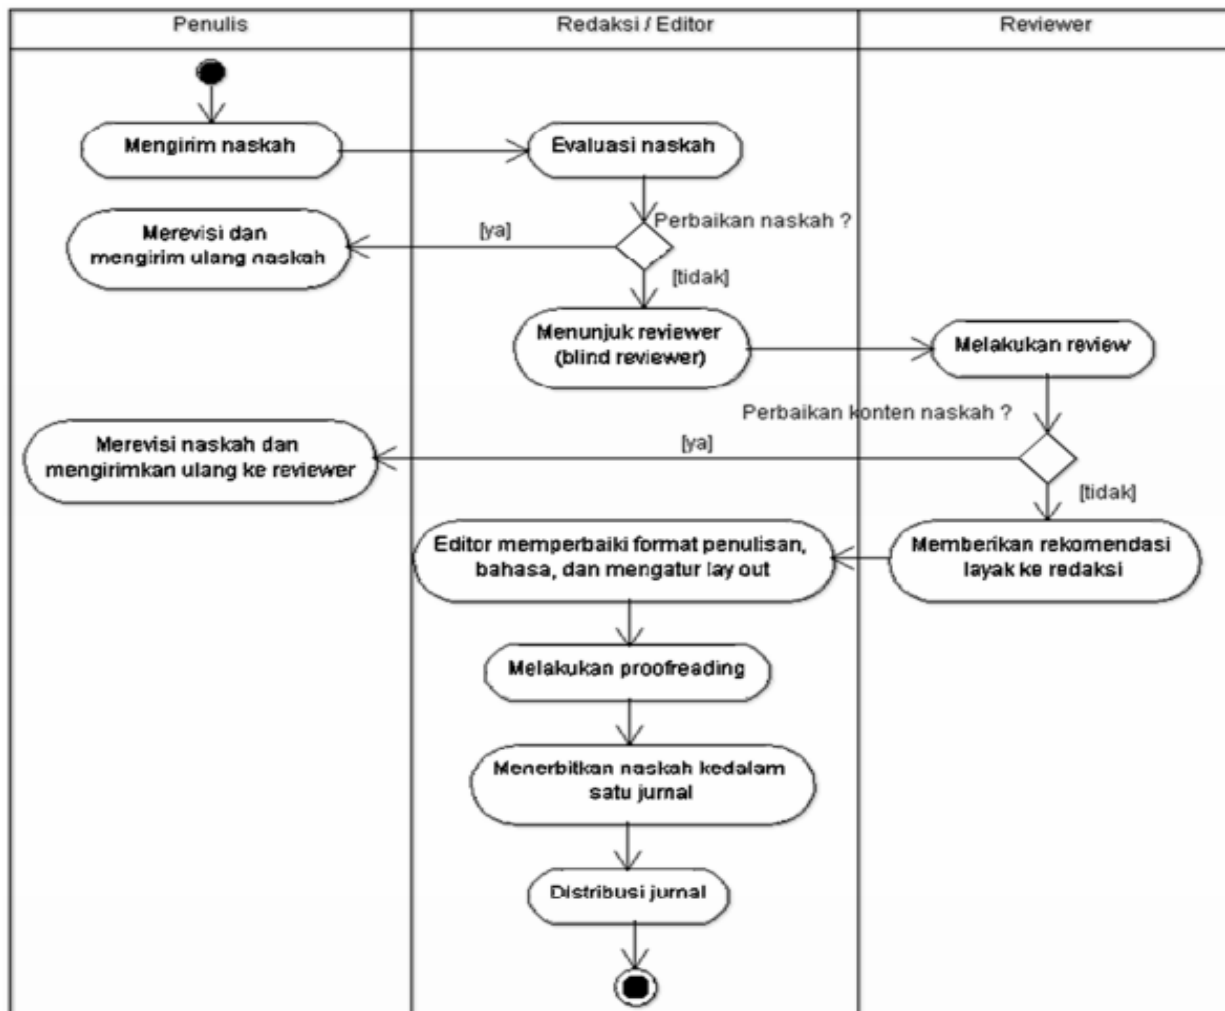 Penulis
Redaksi / Editor
Reviewer
Mengirim naskah
Evaluasi naskah
Perbaikan naskah ?
[ya]
Merevisi dan
mengirim ulang naskah
[tidak]
Menunjuk reviewer
(blind reviewer)
Melakukan review
Perbaikan konten naskah ?
[ya]
Merevisi naskah dan
mengirimkan ulang ke reviewer
[tidak]
Memberikan rekomendasi
layak ke redaksi
Editor memperbaiki format penulisan,
bahasa, dan mengatur lay out
Melakukan proofreading
Menerbitkan naskah kedalam
satu jurnal
Distribusi jurnal